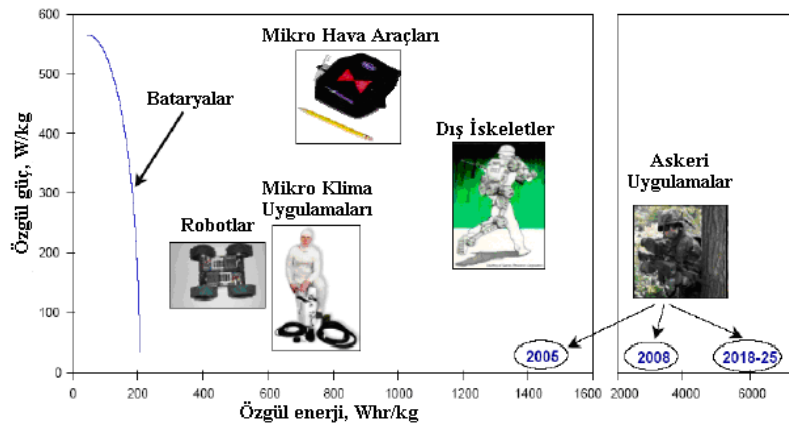 Mikro Hava Araçları
Bataryalar
Dış İskeletler
Askeri
Uygulamalar
Mikro Klima
Uygulamaları
Robotlar
Özgül güç, W/kg
600
500
400
300
200
100
0
2005
2008
2018-25
0
200
400
600
800
1000
1200
1400
1600
2000
4000
6000
Özgül enerji, Whr/kg